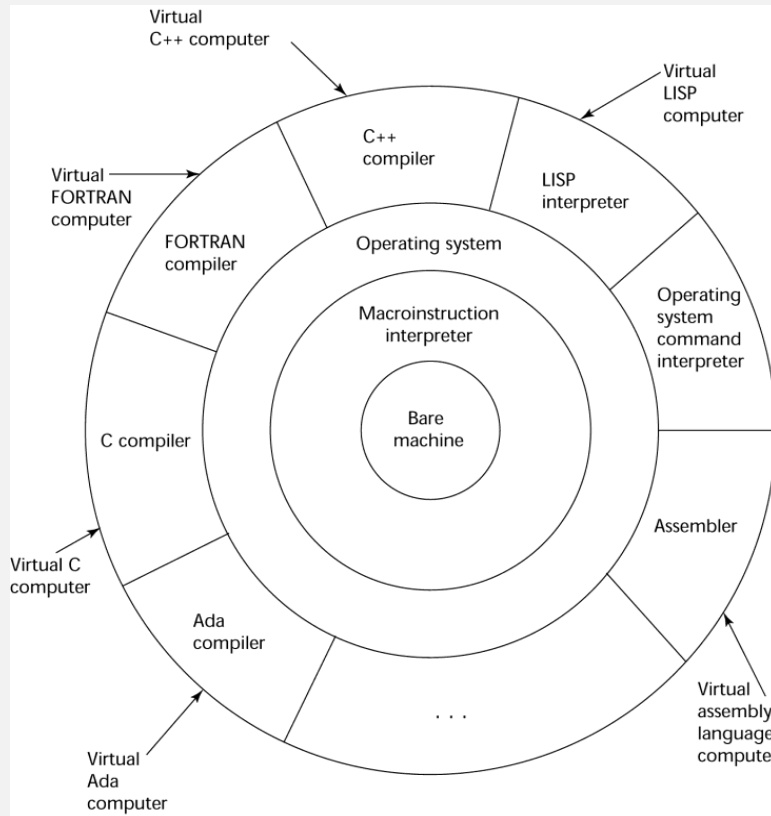 Virtual
C++ computer
Virtual
LISP
computer
C++
compiler
Virtual
FORTRAN
computer
LISP
interpreter
FORTRAN
compiler
Operating system
Operating
system
command
interpreter
Macroinstruction
interpreter
Bare
machine
C compiler
Assembler
Virtual C
computer
Ada
compiler
. . .
Virtual
assembly
language
compute
Virtual
Ada
computer